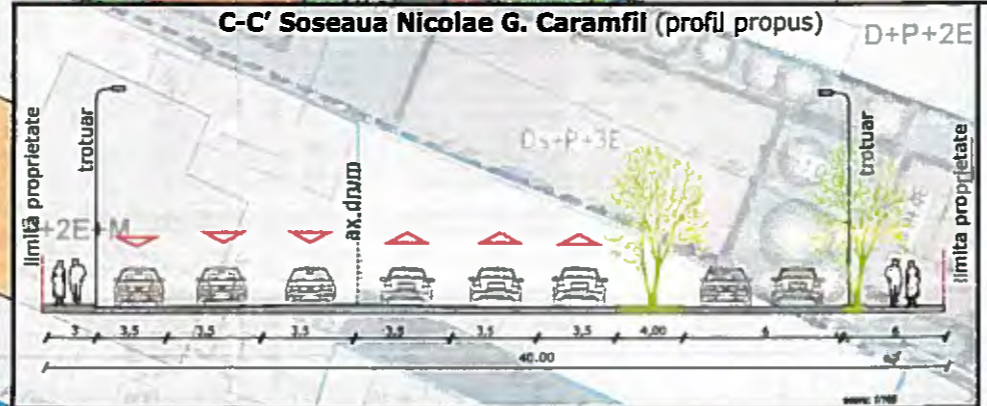 C-C' Soseaua Nicolae G. Caramfil (profil propus)
D+P+2E
limita proprietate
trotuar
ax.drum
Ds+P+3E
trotuar
limita proprietate
+2E+M
3 3,5 3,5 3,5 3,5 3,5 3,5 4,00 6 6
40.00